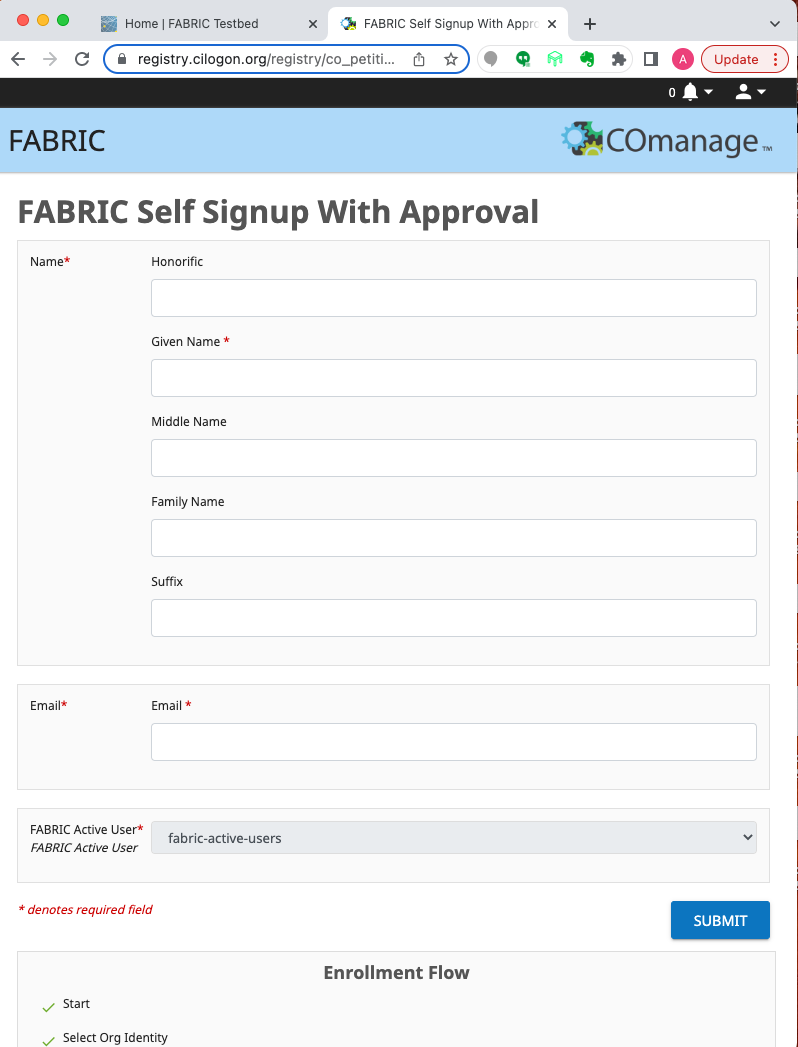 Home | FABRIC Testbed
FABRIC Self Signup With Appro
registry.cilogon.org/registry/co_petiti...
A
Update
0
FABRIC
COmanage ™
FABRIC Self Signup With Approval
Name*
Honorific
Given Name *
Middle Name
Family Name
Suffix
Email*
Email *
FABRIC Active User*
FABRIC Active User
fabric-active-users
* denotes required field
SUBMIT
Enrollment Flow
Start
Select Org Identity